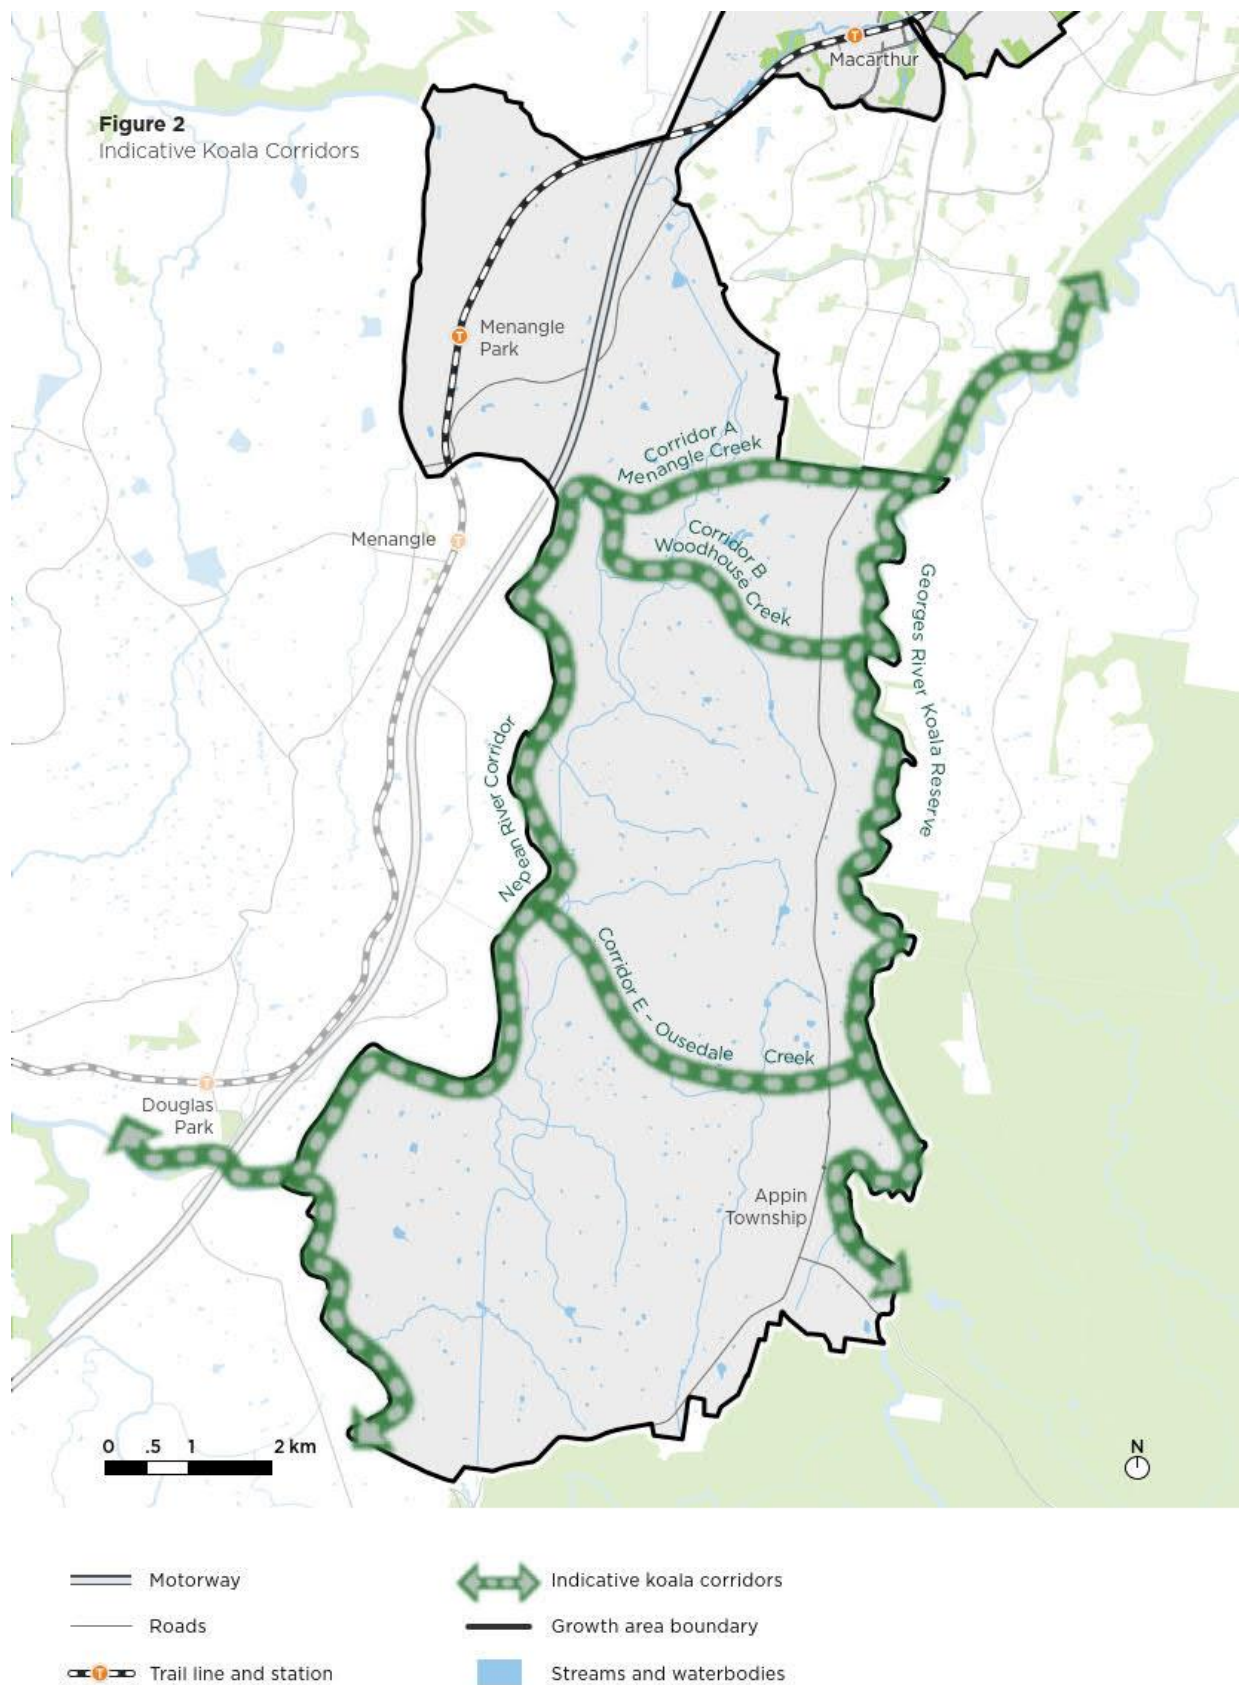 Macarthur
Figure 2
Indicative Koala Corridors
T
Menangle
Park
T
Corridor A
Menangle Creek
Corridor B
Woodhouse
Creek
Menangle
T
Georges River Koala Reserve
Nepean River Corridor
Corridor E – Ousedale Creek
T
Douglas
Park
Appin
Township
0 .5 1 2 km
N
Motorway
Indicative koala corridors
Roads
Growth area boundary
T
Trail line and station
Streams and waterbodies